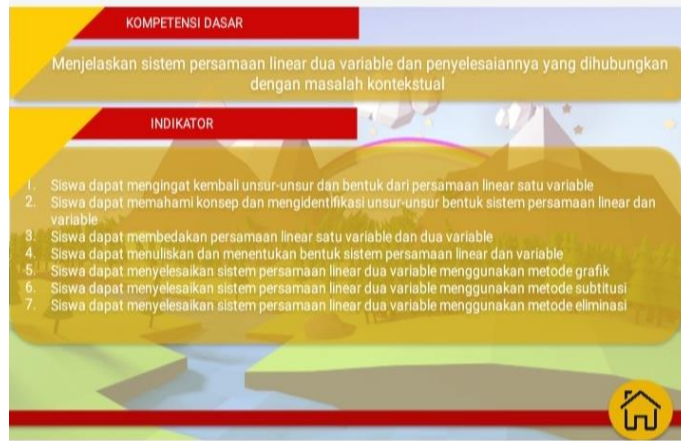 KOMPETENSI DASAR
Menjelaskan sistem persamaan linear dua variable dan penyelesaiannya yang dihubungkan
dengan masalah kontekstual
INDIKATOR
1. Siswa dapat mengingat kembali unsur-unsur dan bentuk dari persamaan linear satu variable
2. Siswa dapat memahami konsep dan mengidentifikasi unsur-unsur bentuk sistem persamaan linear dan
variable
3. Siswa dapat membedakan persamaan linear satu variable dan dua variable
4. Siswa dapat menuliskan dan menentukan bentuk sistem persamaan linear dan variable
5. Siswa dapat menyelesaikan sistem persamaan linear dua variable menggunakan metode grafik
6. Siswa dapat menyelesaikan sistem persamaan linear dua variable menggunakan metode subtitusi
7. Siswa dapat menyelesaikan sistem persamaan linear dua variable menggunakan metode eliminasi